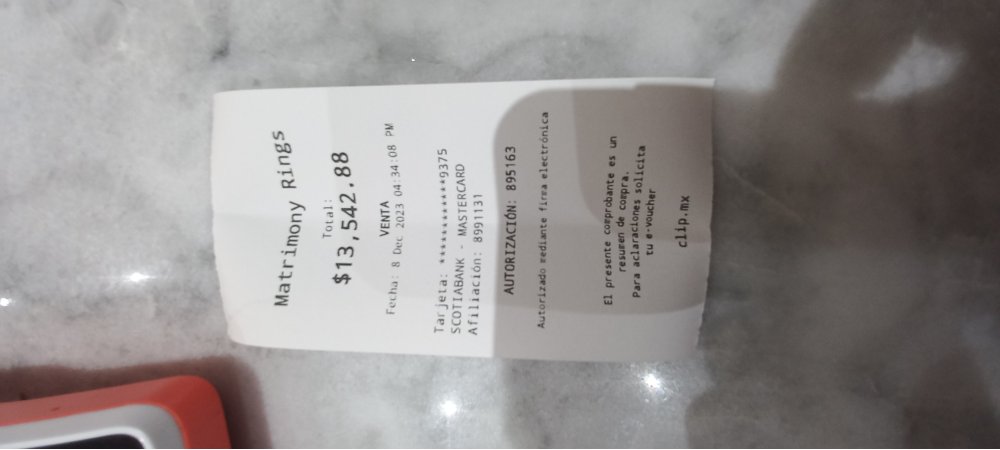 Matrimony Rings
Total:
$13,542.88
VENTA
Fecha: 8 Dec 2023 04:34:08 PM
Tarjeta: ************9375
SCOTIABANK - MASTERCARD
Afiliación: 8991131
AUTORIZACIÓN: 895163
Autorizado mediante firma electrónica
El presente comprobante es un
resumen de compra.
Para aclaraciones solicita
tu e-voucher
clip.mx